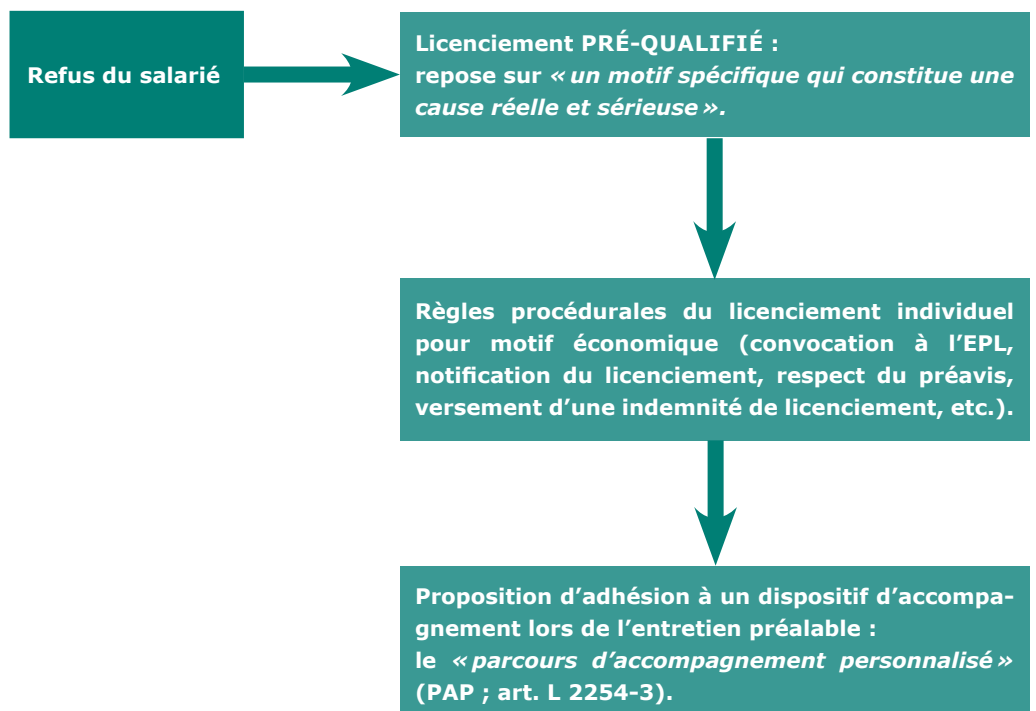 Refus du salarié
Licenciement PRÉ-QUALIFIÉ :
repose sur « un motif spécifique qui constitue une
cause réelle et sérieuse ».
Règles procédurales du licenciement individuel
pour motif économique (convocation à l’EPL,
notification du licenciement, respect du préavis,
versement d’une indemnité de licenciement, etc.).
Proposition d’adhésion à un dispositif d’accompa-
gnement lors de l’entretien préalable :
le « parcours d’accompagnement personnalisé »
(PAP ; art. L 2254-3).